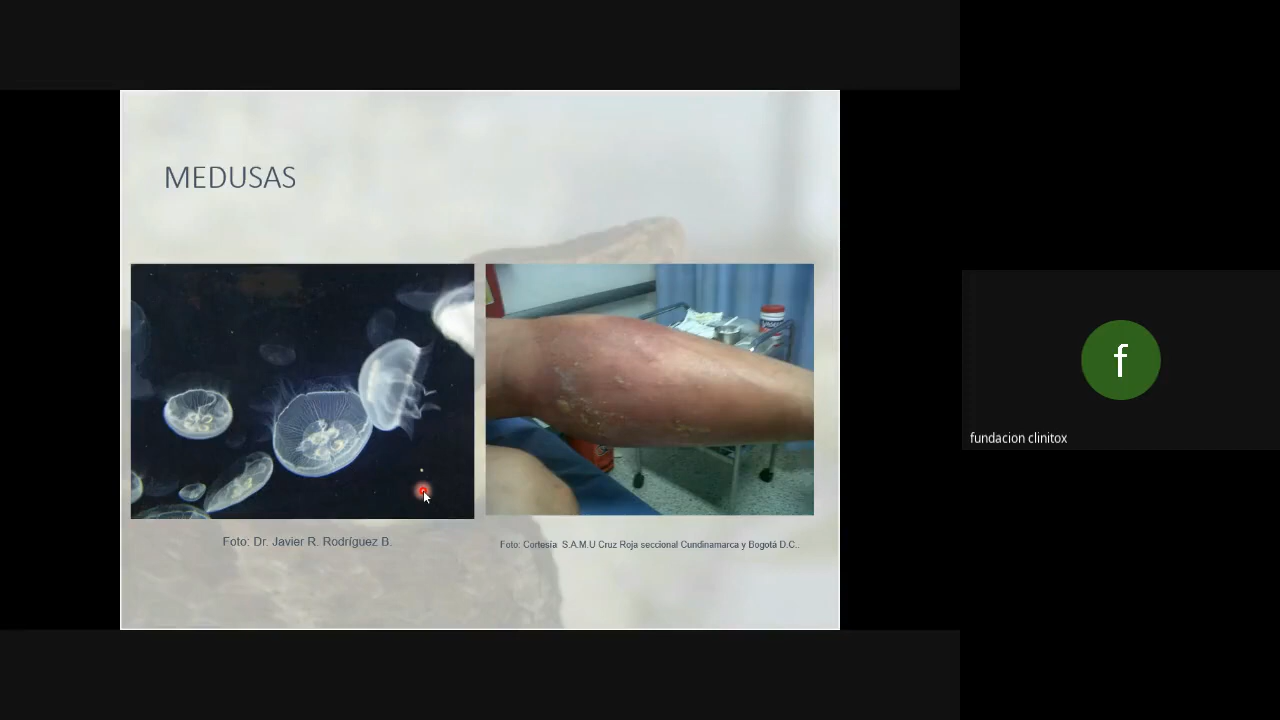 MEDUSAS
Foto: Dr. Javier R. Rodríguez B.
Foto: Cortesía S.A.M.U Cruz Roja seccional Cundinamarca y Bogotá D.C..
f
fundacion clinitox